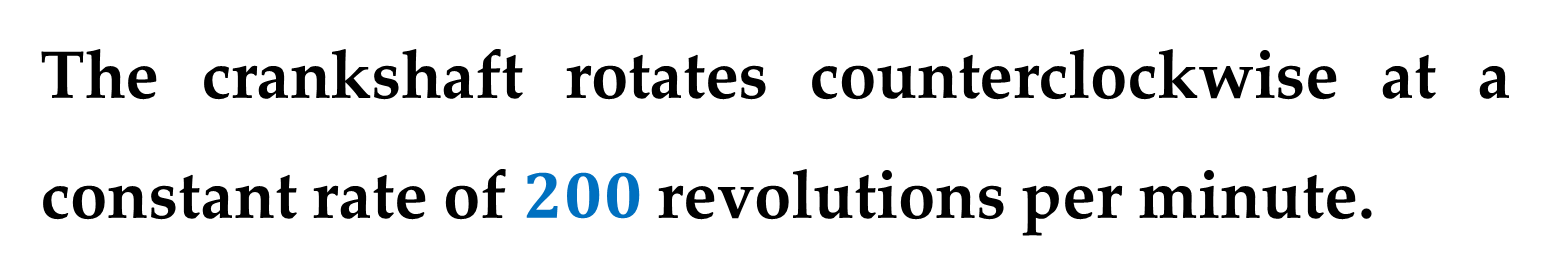 The crankshaft rotates counterclockwise at a
constant rate of 200 revolutions per minute.